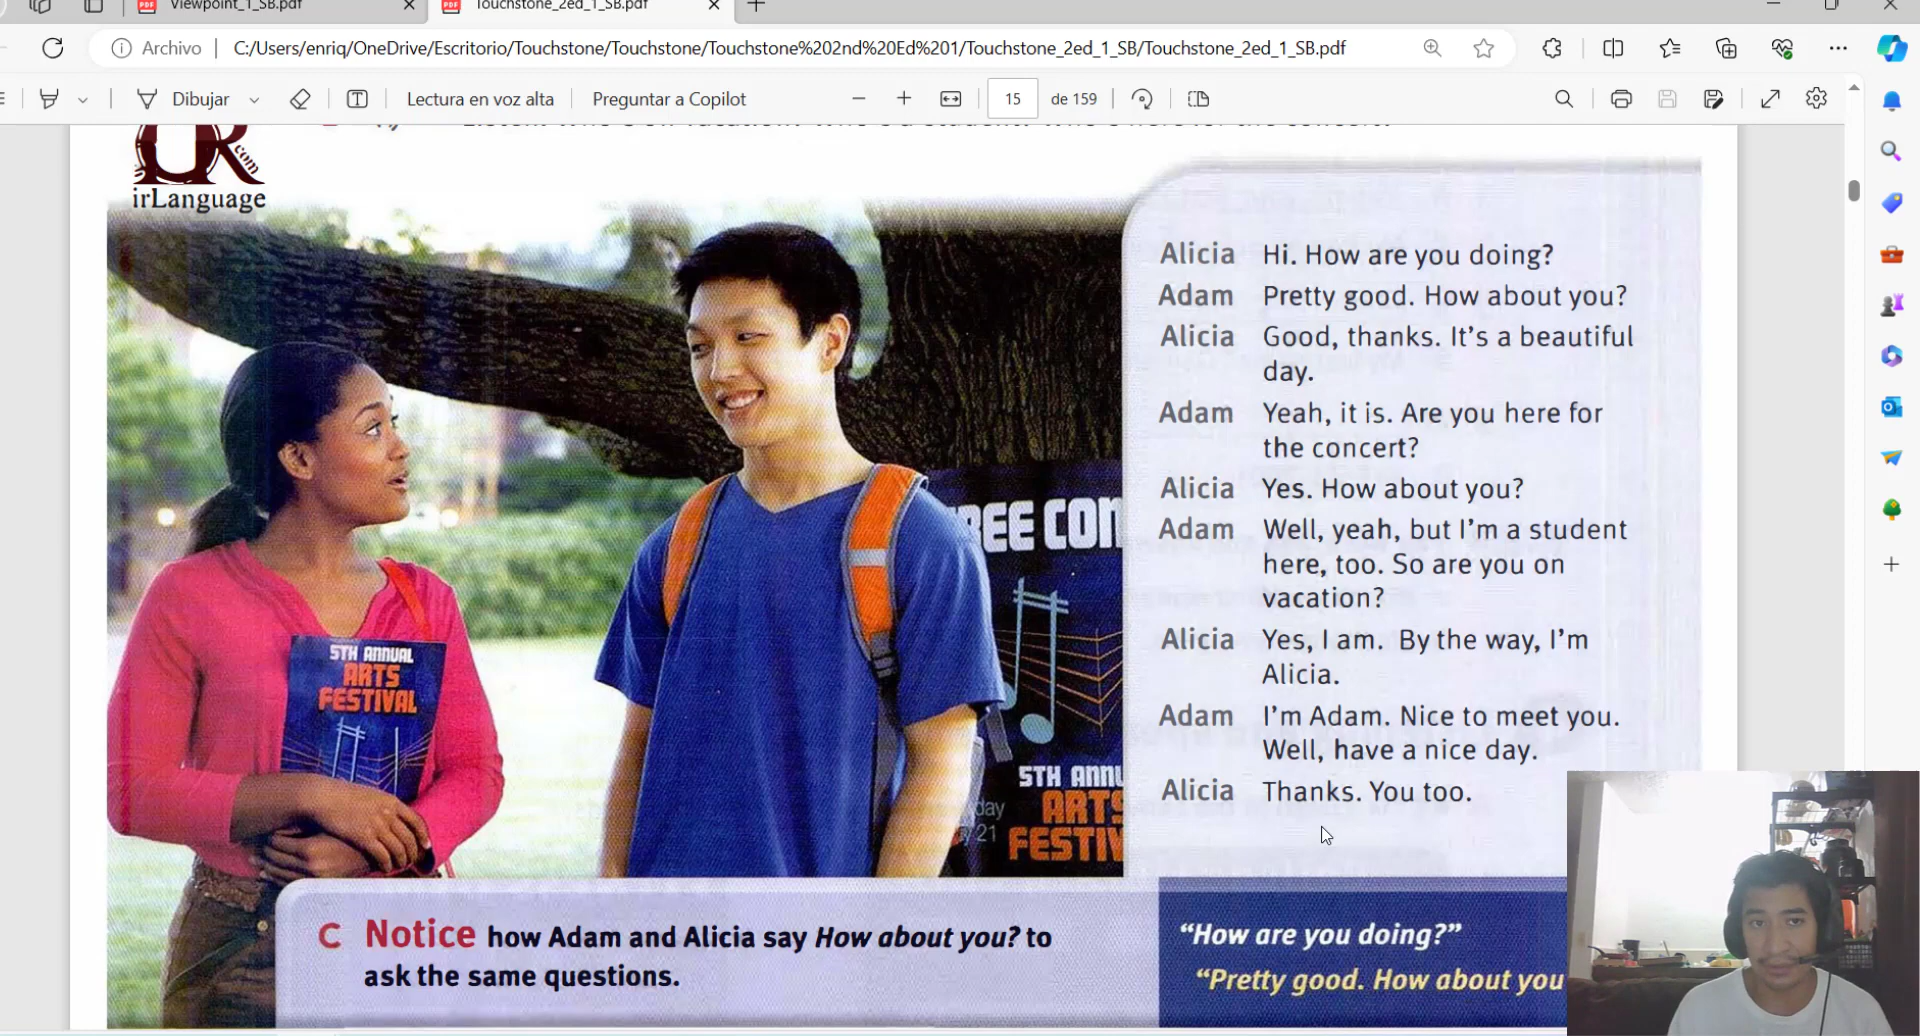 Viewpoint_1_SB.pdf
Touchstone_2ed_1_SB.pdf
Archivo
C:/Users/enriq/OneDrive/Escritorio/Touchstone/Touchstone/Touchstone%202nd%20Ed%201/Touchstone_2ed_1_SB/Touchstone_2ed_1_SB.pdf
Dibujar
Lectura en voz alta
Preguntar a Copilot
15
de 159
UR
.com
irLanguage
Alicia Hi. How are you doing?
Adam Pretty good. How about you?
Alicia Good, thanks. It's a beautiful
day.
Adam Yeah, it is. Are you here for
the concert?
Alicia Yes. How about you?
Adam Well, yeah, but I'm a student
here, too. So are you on
vacation?
Alicia Yes, I am. By the way, I'm
Alicia.
Adam I'm Adam. Nice to meet you.
Well, have a nice day.
Alicia Thanks. You too.
5TH ANNUAL
ARTS
FESTIVAL
REE CON
5TH ANNU
day
21
ARTS
FESTIV
C Notice how Adam and Alicia say How about you? to
ask the same questions.
"How are you doing?"
"Pretty good. How about you